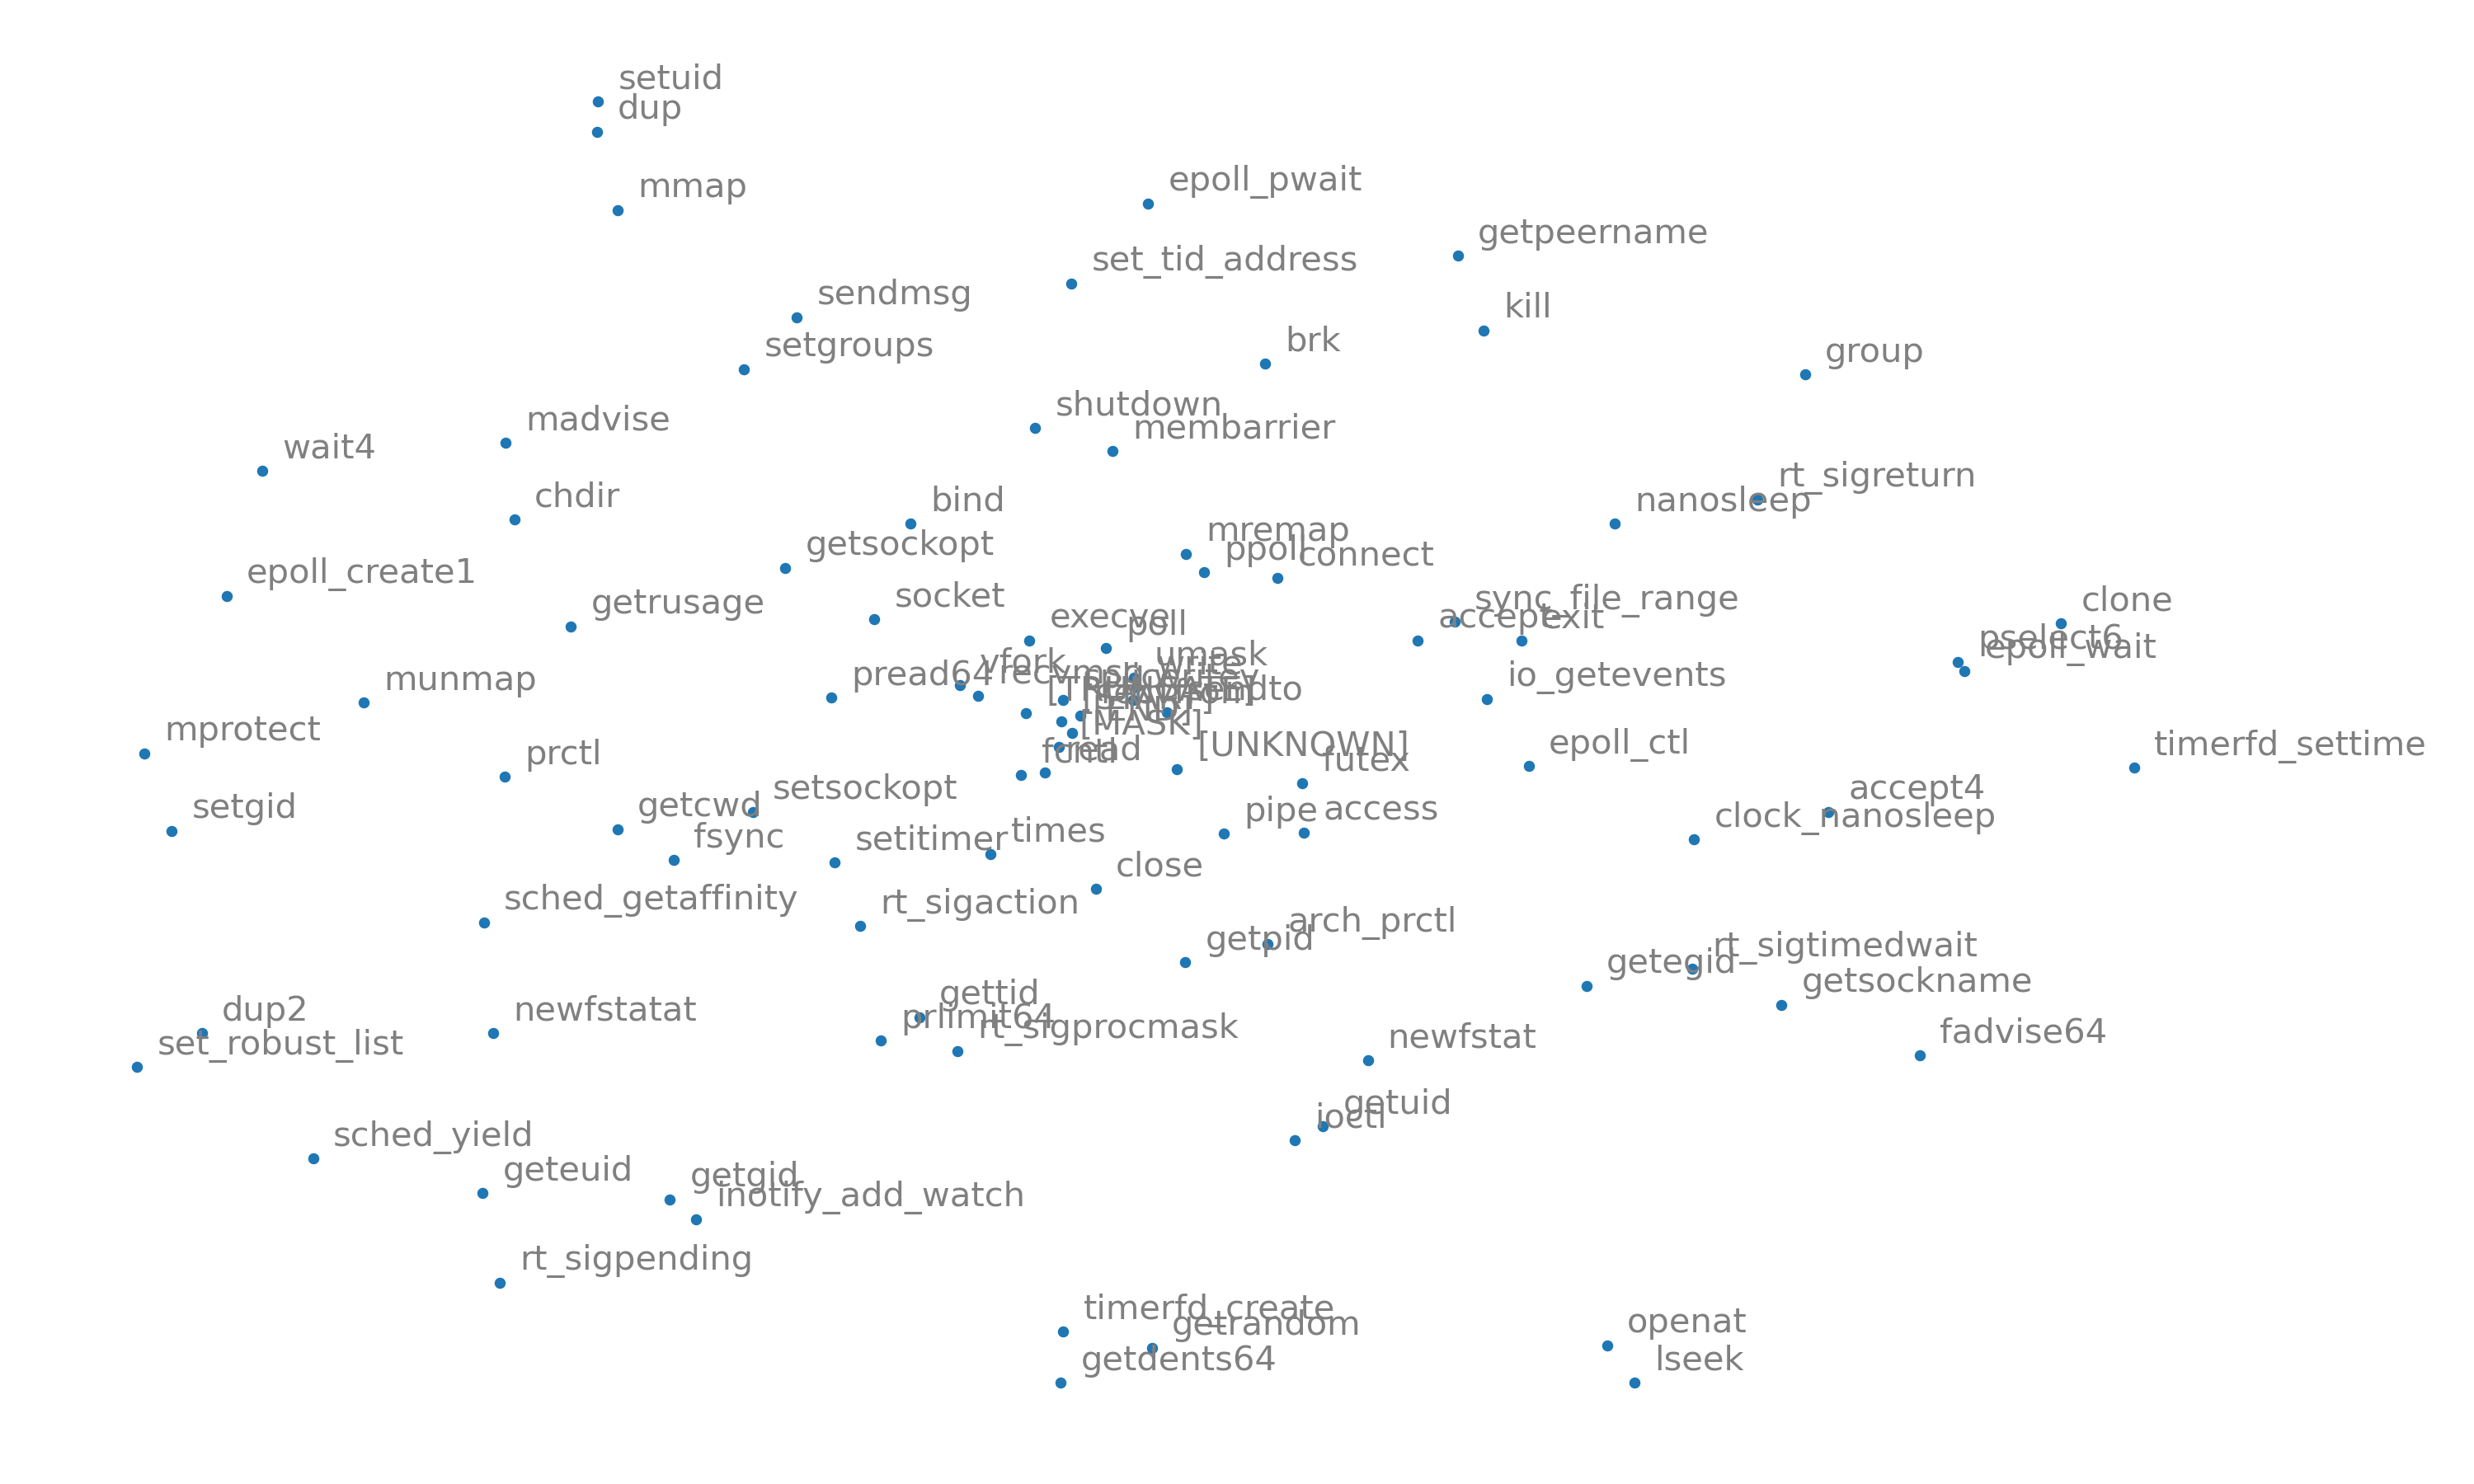 setuid
dup
mmap
epoll_pwait
getpeername
set_tid_address
sendmsg
kill
setgroups
brk
group
shutdown
madvise
membarrier
wait4
rt_sigreturn
chdir
bind
nanosleep
mremap
getsockopt
ppoll
connect
epoll_create1
socket
sync_file_range
getrusage
clone
execve
poll
accept
exit
pselect6
epoll_wait
umask
vfork
write
pread64
recvmsg
io_getevents
munmap
sendto
[MASK]
mprotect
prctl
fcntl
read
[UNKNOWN]
epoll_ctl
timerfd_settime
futex
setsockopt
accept4
setgid
getcwd
pipe
access
clock_nanosleep
fsync
setitimer
times
close
sched_getaffinity
rt_sigaction
arch_prctl
getpid
rt_sigtimedwait
getegid
getsockname
gettid
dup2
newfstatat
prlimit64
rt_sigprocmask
fadvise64
set_robust_list
newfstat
getuid
ioctl
sched_yield
geteuid
getgid
inotify_add_watch
rt_sigpending
timerfd_create
getrandom
openat
getdents64
lseek